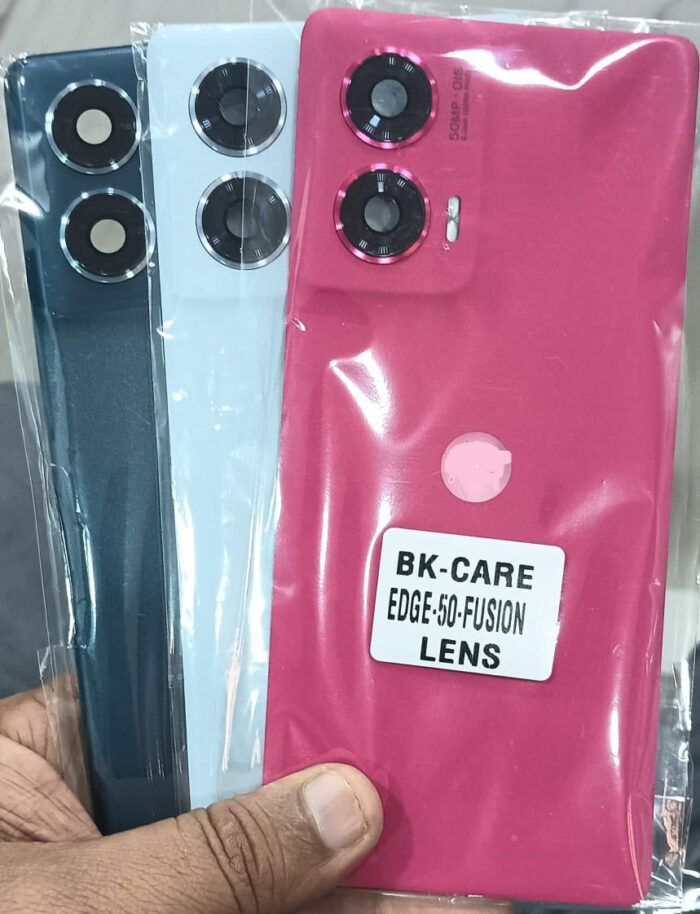 50MP · OIS
BK-CARE
EDGE-50-FUSION
LENS